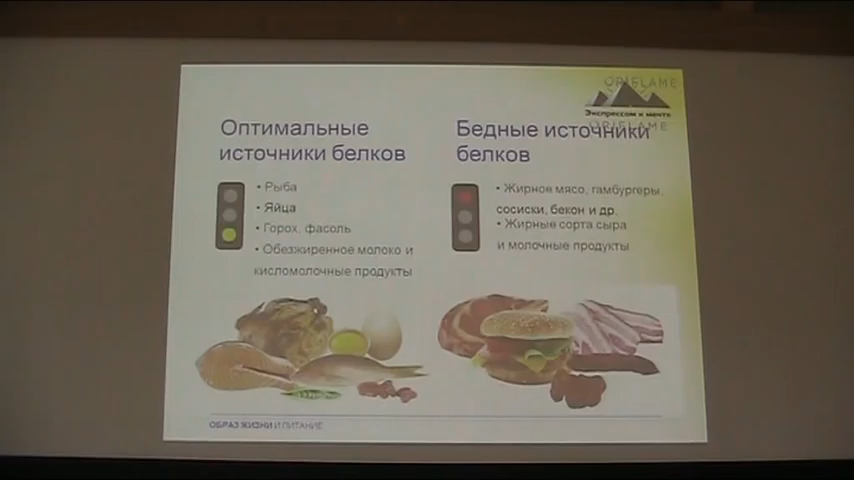 ORIFLAME
Экспрессом к мечте
ORIFLAME
Оптимальные
источники белков
• Рыба
• Яйца
• Горох, фасоль
• Обезжиренное молоко и
кисломолочные продукты
Бедные источники
белков
• Жирное мясо, гамбургеры,
сосиски, бекон и др.
• Жирные сорта сыра
и молочные продукты
ОБРАЗ ЖИЗНИ И ПИТАНИЕ